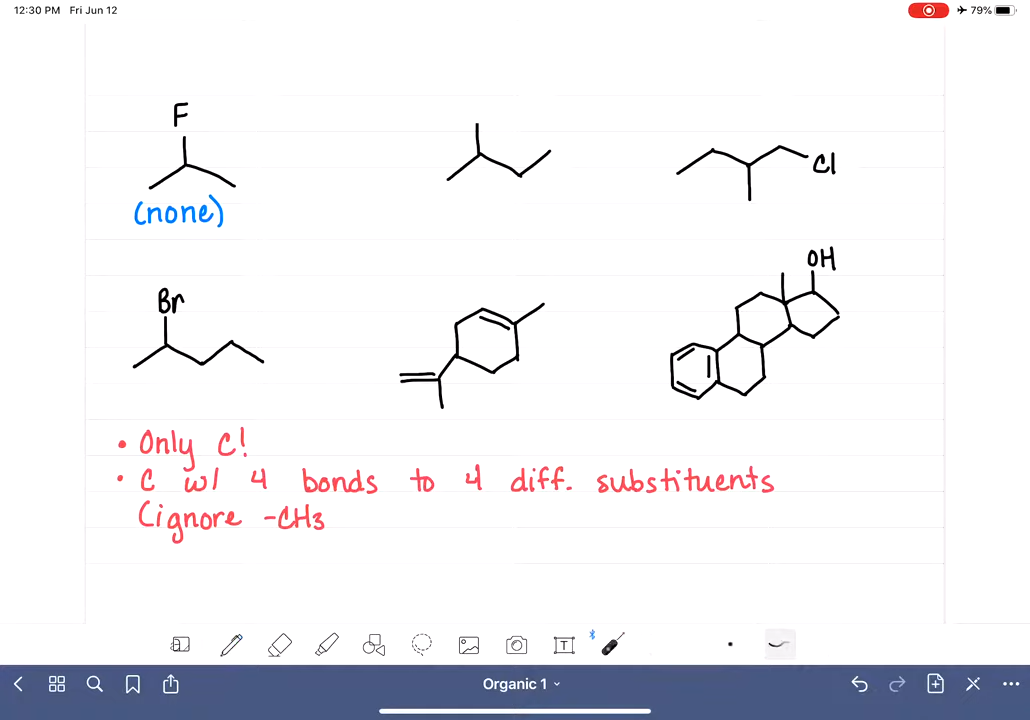 12:30 PM Fri Jun 12
79%
F
(none)
Cl
Br
OH
• Only C!
• C w/ 4 bonds to 4 diff. substituents
(ignore -CH3
T
Organic 1